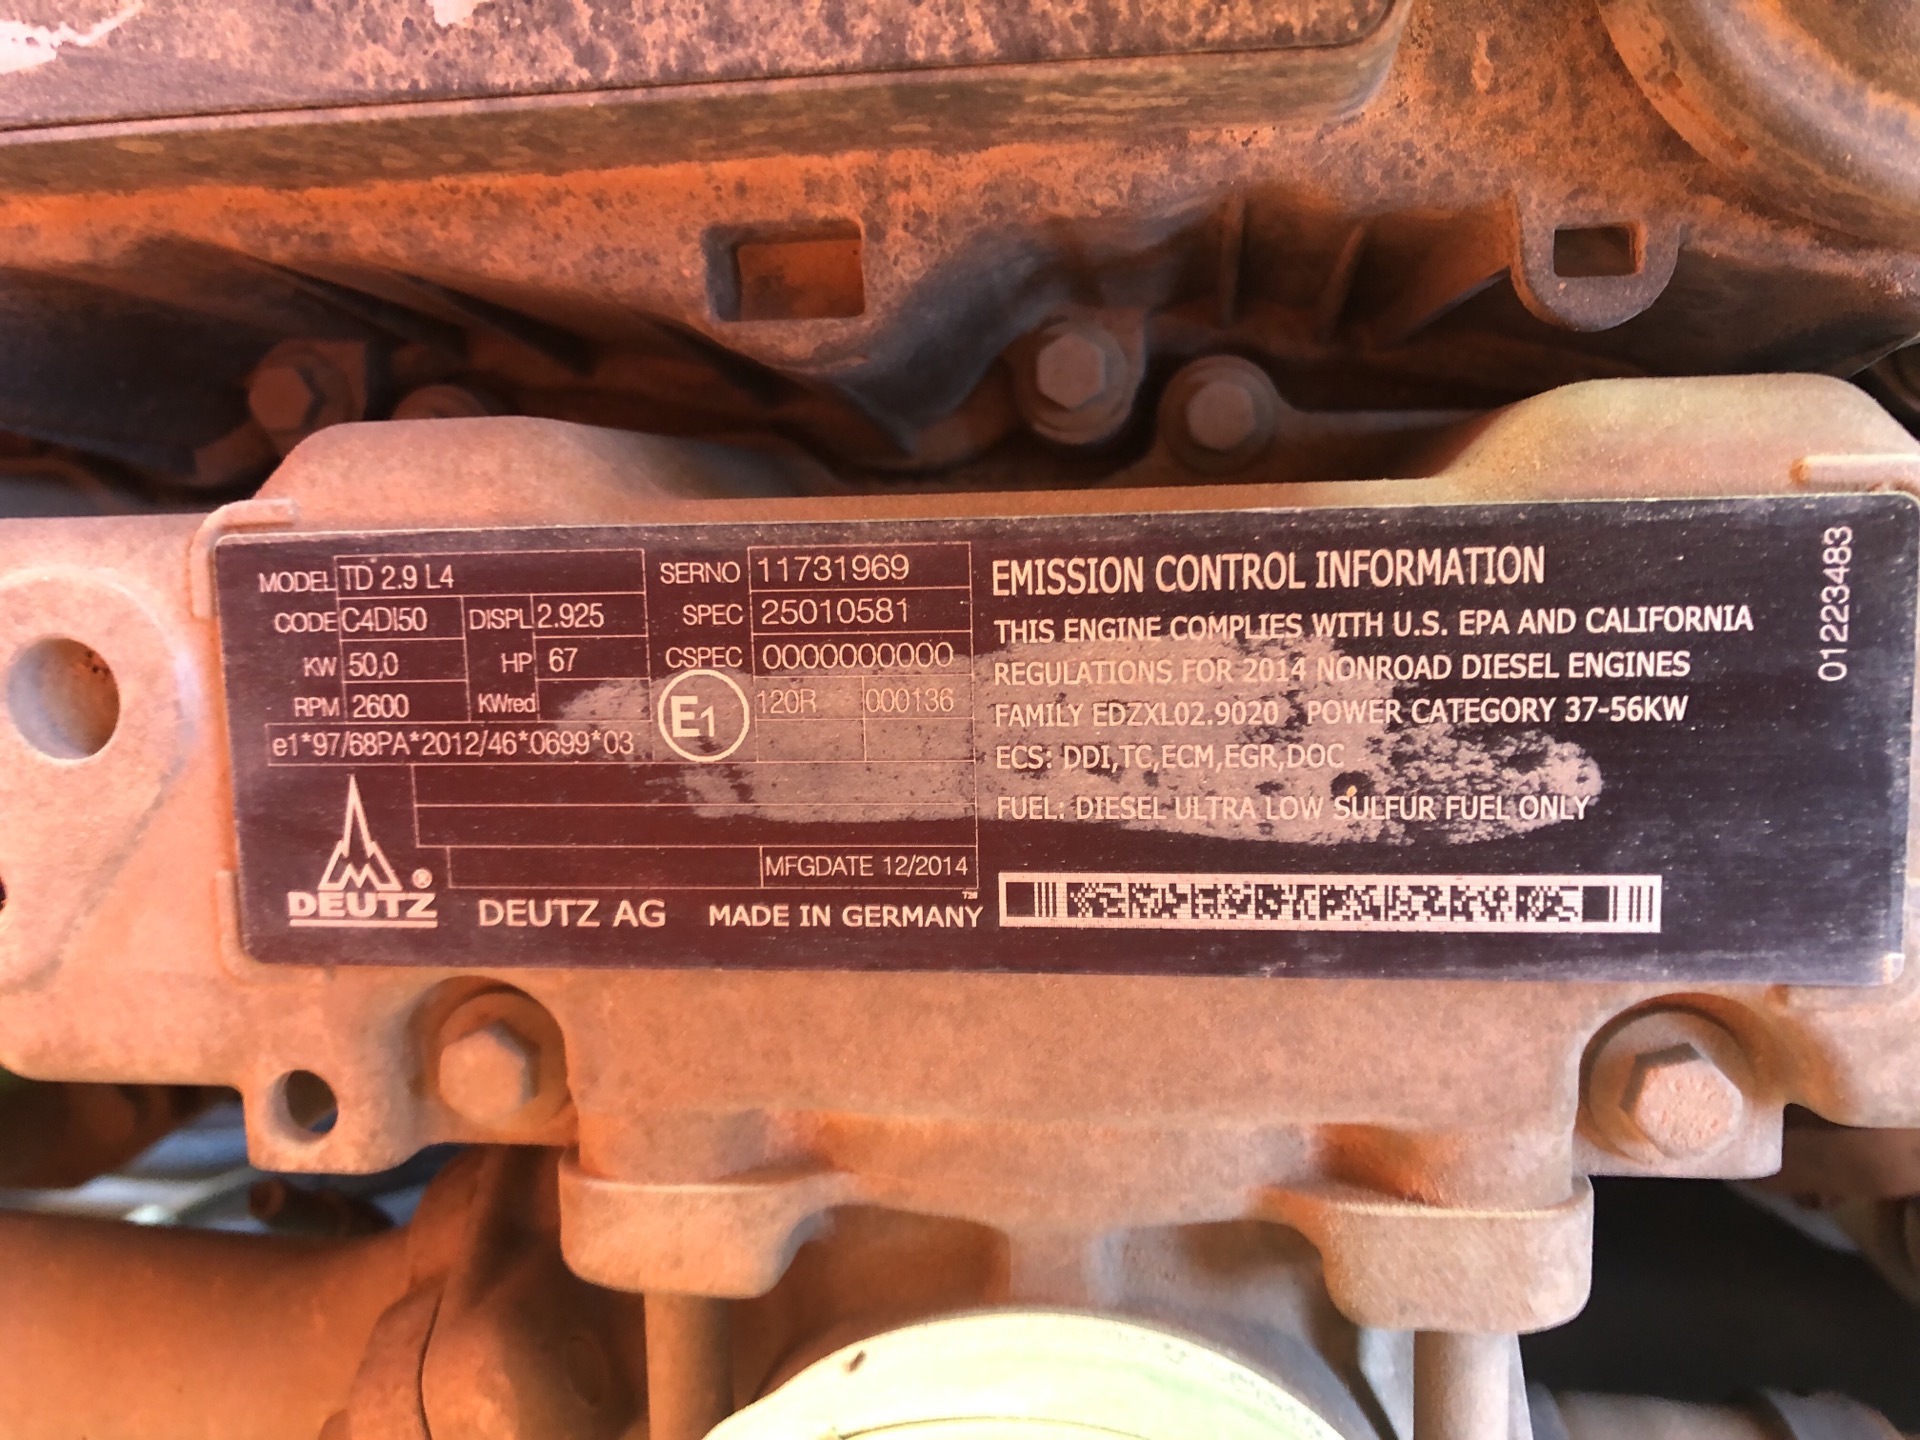 MODEL TD 2.9 L4
CODE C4DI50 DISPL 2.925
KW 50,0 HP 67
RPM 2600 KWred
e1*97/68PA*2012/46*0699*03
SERNO 11731969
SPEC 25010581
CSPEC 0000000000
E1 120R 000136
MFGDATE 12/2014
DEUTZ ® DEUTZ AG MADE IN GERMANY ™
EMISSION CONTROL INFORMATION
THIS ENGINE COMPLIES WITH U.S. EPA AND CALIFORNIA
REGULATIONS FOR 2014 NONROAD DIESEL ENGINES
FAMILY EDZXL02.9020 POWER CATEGORY 37-56KW
ECS: DDI,TC,ECM,EGR,DOC
FUEL: DIESEL ULTRA LOW SULFUR FUEL ONLY
01223483